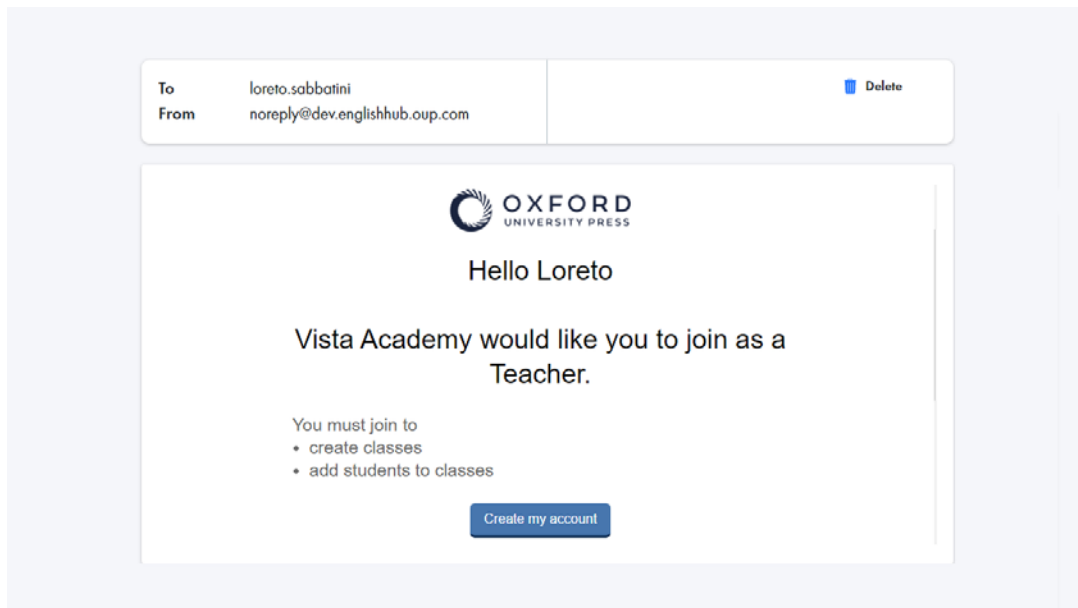 To loreto.sabbatini
Delete
From noreply@dev.englishhub.oup.com
OXFORD
UNIVERSITY PRESS
Hello Loreto
Vista Academy would like you to join as a
Teacher.
You must join to
• create classes
• add students to classes
Create my account